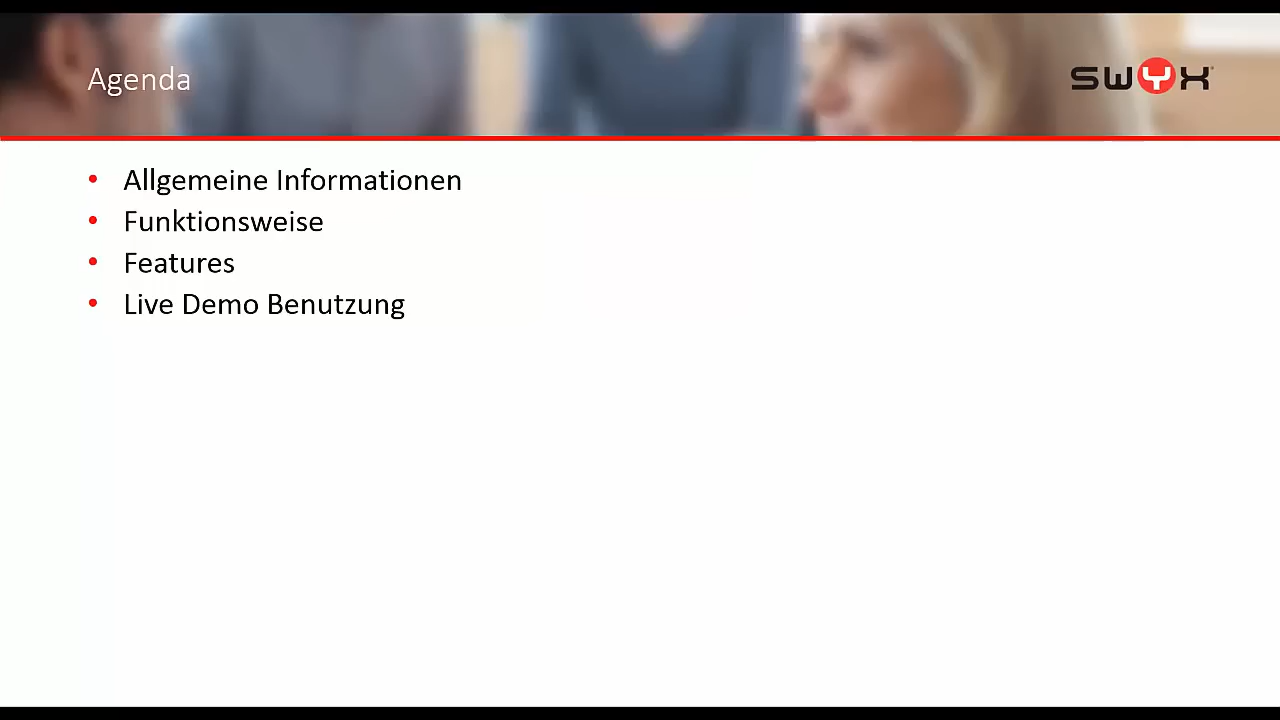 Agenda
SWYX
Allgemeine Informationen
Funktionsweise
Features
Live Demo Benutzung